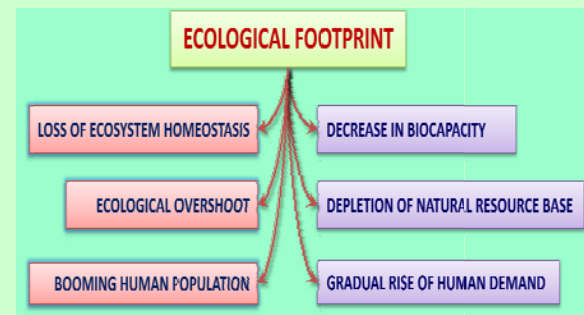 ECOLOGICAL FOOTPRINT
LOSS OF ECOSYSTEM HOMEOSTASIS
DECREASE IN BIOCAPACITY
ECOLOGICAL OVERSHOOT
DEPLETION OF NATURAL RESOURCE BASE
BOOMING HUMAN POPULATION
GRADUAL RISE OF HUMAN DEMAND